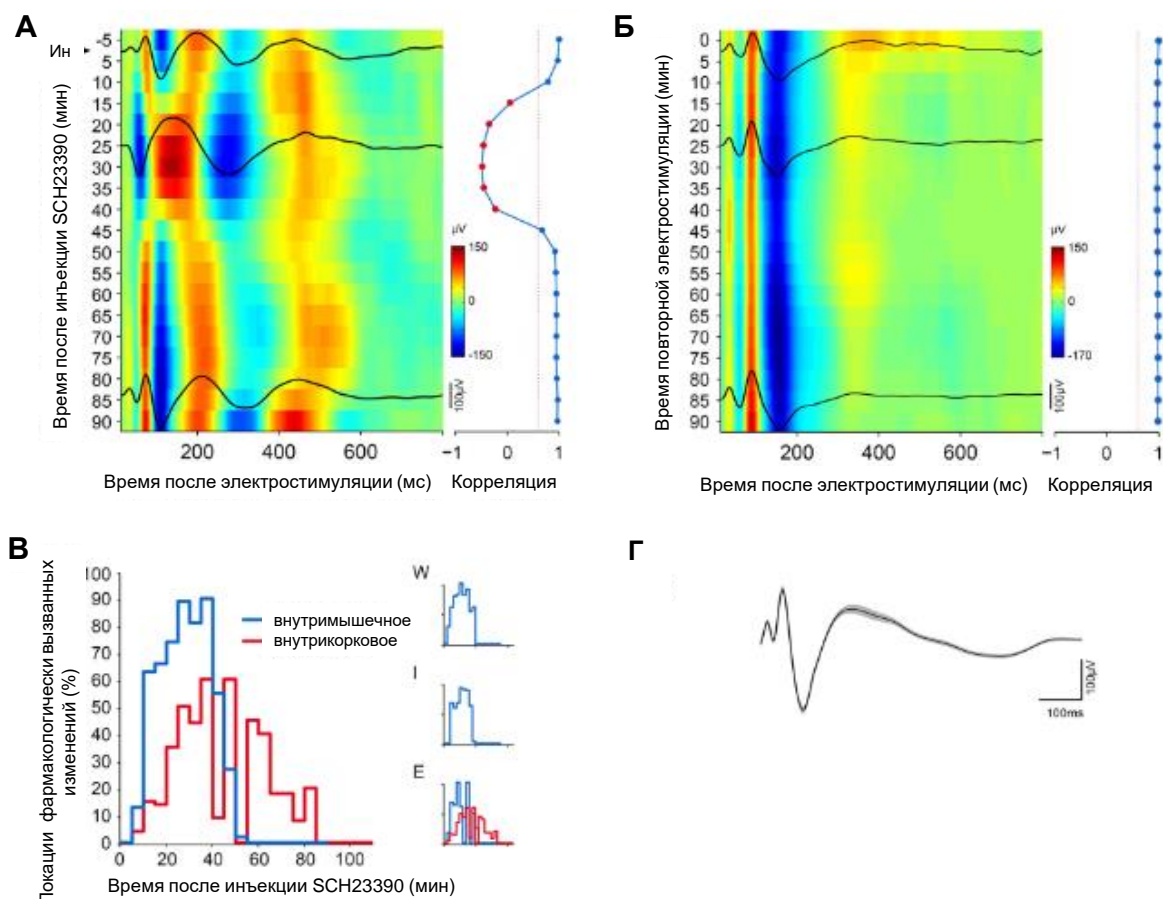 А
Ин
-5
5
10
15
20
25
30
35
40
45
50
55
60
65
70
75
80
85
90
Время после инъекции SCH23390 (мин)
200 400 600
Время после электростимуляции (мс)
μV
150
0
-150
100μV
−1 0 1
Корреляция
Б
0
5
10
15
20
25
30
35
40
45
50
55
60
65
70
75
80
85
90
Время повторной электростимуляции (мин)
200 400 600
Время после электростимуляции (мс)
μV
150
0
-170
100μV
−1 0 1
Корреляция
В
Локации фармакологически вызванных
изменений (%)
100
90
80
70
60
50
40
30
20
10
0
0 20 40 60 80 100
Время после инъекции SCH23390 (мин)
внутримышечное
внутрикорковое
W
I
E
Г
100μV
100ms